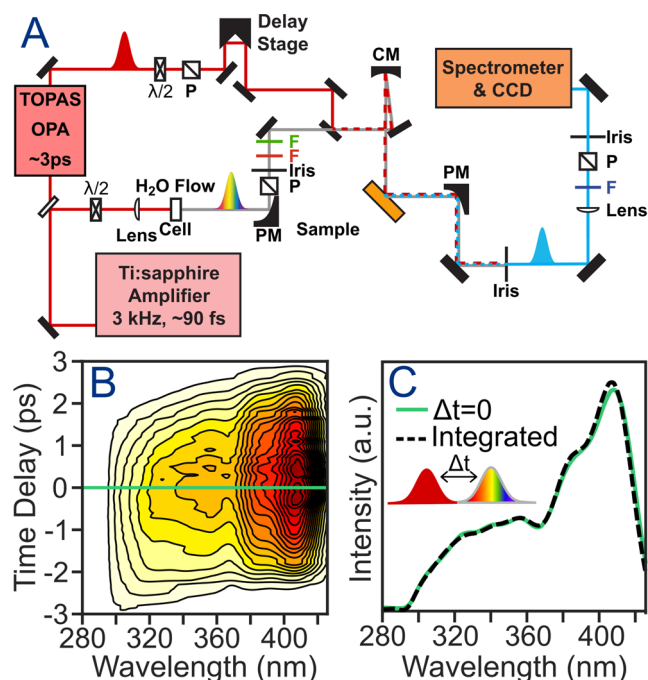 A
Delay
Stage
λ/2
P
CM
Spectrometer
& CCD
TOPAS
OPA
~3ps
F
F
Iris
P
Iris
P
F
Lens
λ/2
H₂O Flow
Lens
Cell
PM
Sample
PM
Iris
Ti:sapphire
Amplifier
3 kHz, ~90 fs
B
Time Delay (ps)
3
2
1
0
-1
-2
-3
280
320
360
400
Wavelength (nm)
C
Δt=0
Integrated
Δt
Intensity (a.u.)
280
320
360
400
Wavelength (nm)